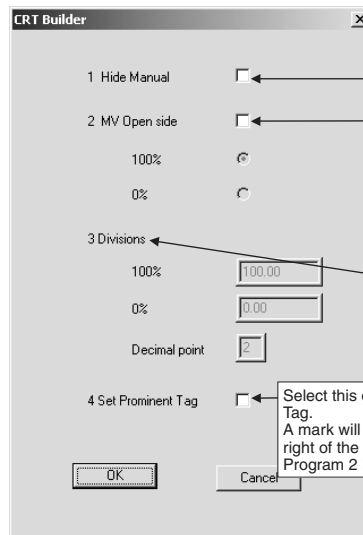 CRT Builder
1 Hide Manual
2 MV Open side
100%
0%
3 Divisions
100% 100.00
0% 0.00
Decimal point 2
4 Set Prominent Tag
Select this
Tag.
A mark will
right of the
Program 2
OK Cancel